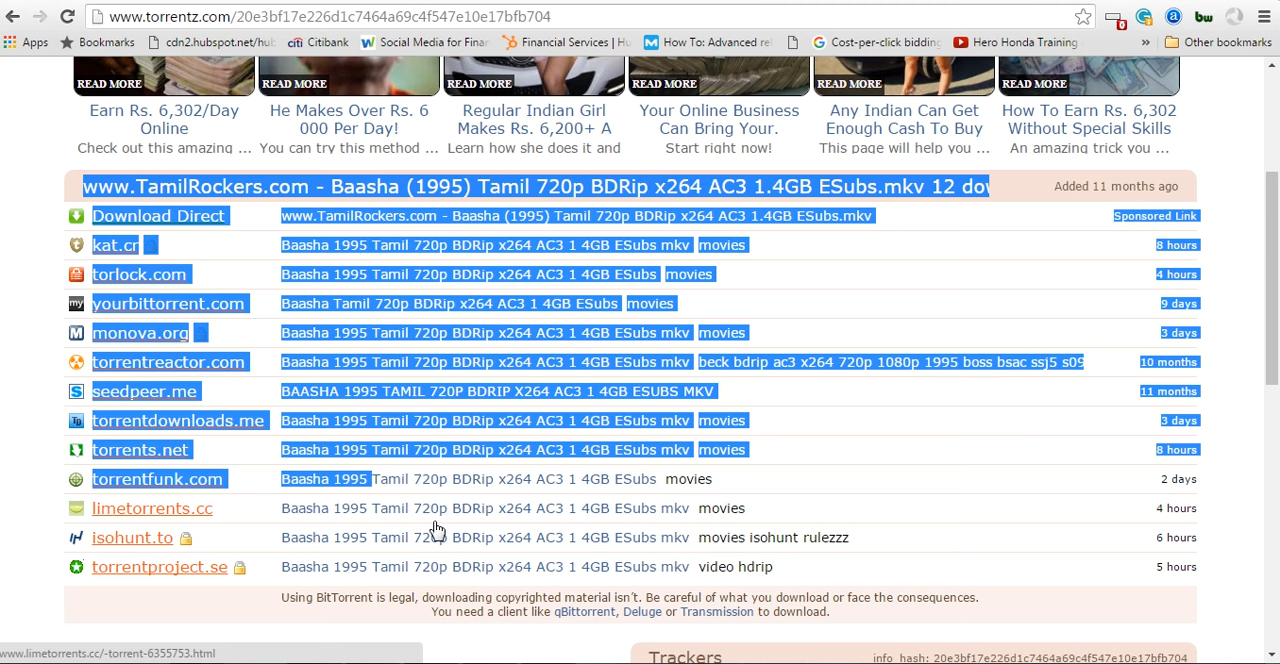 www.torrentz.com/20e3bf17e226d1c7464a69c4f547e10e17bfb704
Apps Bookmarks cdn2.hubspot.net/hub citi Citibank Social Media for Finan Financial Services | Hu How To: Advanced rel Cost-per-click bidding Hero Honda Training » Other bookmarks
READ MORE READ MORE READ MORE READ MORE READ MORE READ MORE
Earn Rs. 6,302/Day He Makes Over Rs. 6 Regular Indian Girl Your Online Business Any Indian Can Get How To Earn Rs. 6,302
Online 000 Per Day! Makes Rs. 6,200+ A Can Bring Your. Enough Cash To Buy Without Special Skills
Check out this amazing ... You can try this method ... Learn how she does it and Start right now! This page will help you ... An amazing trick you ...
www.TamilRockers.com - Baasha (1995) Tamil 720p BDRip x264 AC3 1.4GB ESubs.mkv 12 dow Added 11 months ago
Download Direct www.TamilRockers.com - Baasha (1995) Tamil 720p BDRip x264 AC3 1.4GB ESubs.mkv Sponsored Link
kat.cr Baasha 1995 Tamil 720p BDRip x264 AC3 1 4GB ESubs mkv movies 8 hours
torlock.com Baasha 1995 Tamil 720p BDRip x264 AC3 1 4GB ESubs movies 4 hours
my yourbittorrent.com Baasha Tamil 720p BDRip x264 AC3 1 4GB ESubs movies 9 days
M monova.org Baasha 1995 Tamil 720p BDRip x264 AC3 1 4GB ESubs mkv movies 3 days
torrentreactor.com Baasha 1995 Tamil 720p BDRip x264 AC3 1 4GB ESubs mkv beck bdrip ac3 x264 720p 1080p 1995 boss bsac ssj5 s09 10 months
S seedpeer.me BAASHA 1995 TAMIL 720P BDRIP X264 AC3 1 4GB ESUBS MKV 11 months
torrentdownloads.me Baasha 1995 Tamil 720p BDRip x264 AC3 1 4GB ESubs mkv movies 3 days
torrents.net Baasha 1995 Tamil 720p BDRip x264 AC3 1 4GB ESubs mkv movies 8 hours
torrentfunk.com Baasha 1995 Tamil 720p BDRip x264 AC3 1 4GB ESubs movies 2 days
limetorrents.cc Baasha 1995 Tamil 720p BDRip x264 AC3 1 4GB ESubs mkv movies 4 hours
isohunt.to Baasha 1995 Tamil 720p BDRip x264 AC3 1 4GB ESubs mkv movies isohunt rulezzz 6 hours
torrentproject.se Baasha 1995 Tamil 720p BDRip x264 AC3 1 4GB ESubs mkv video hdrip 5 hours
Using BitTorrent is legal, downloading copyrighted material isn't. Be careful of what you download or face the consequences.
You need a client like qBittorrent, Deluge or Transmission to download.
www.limetorrents.cc/-torrent-6355753.html
Trackers info_hash: 20e3bf17e226d1c7464a69c4f547e10e17bfb704